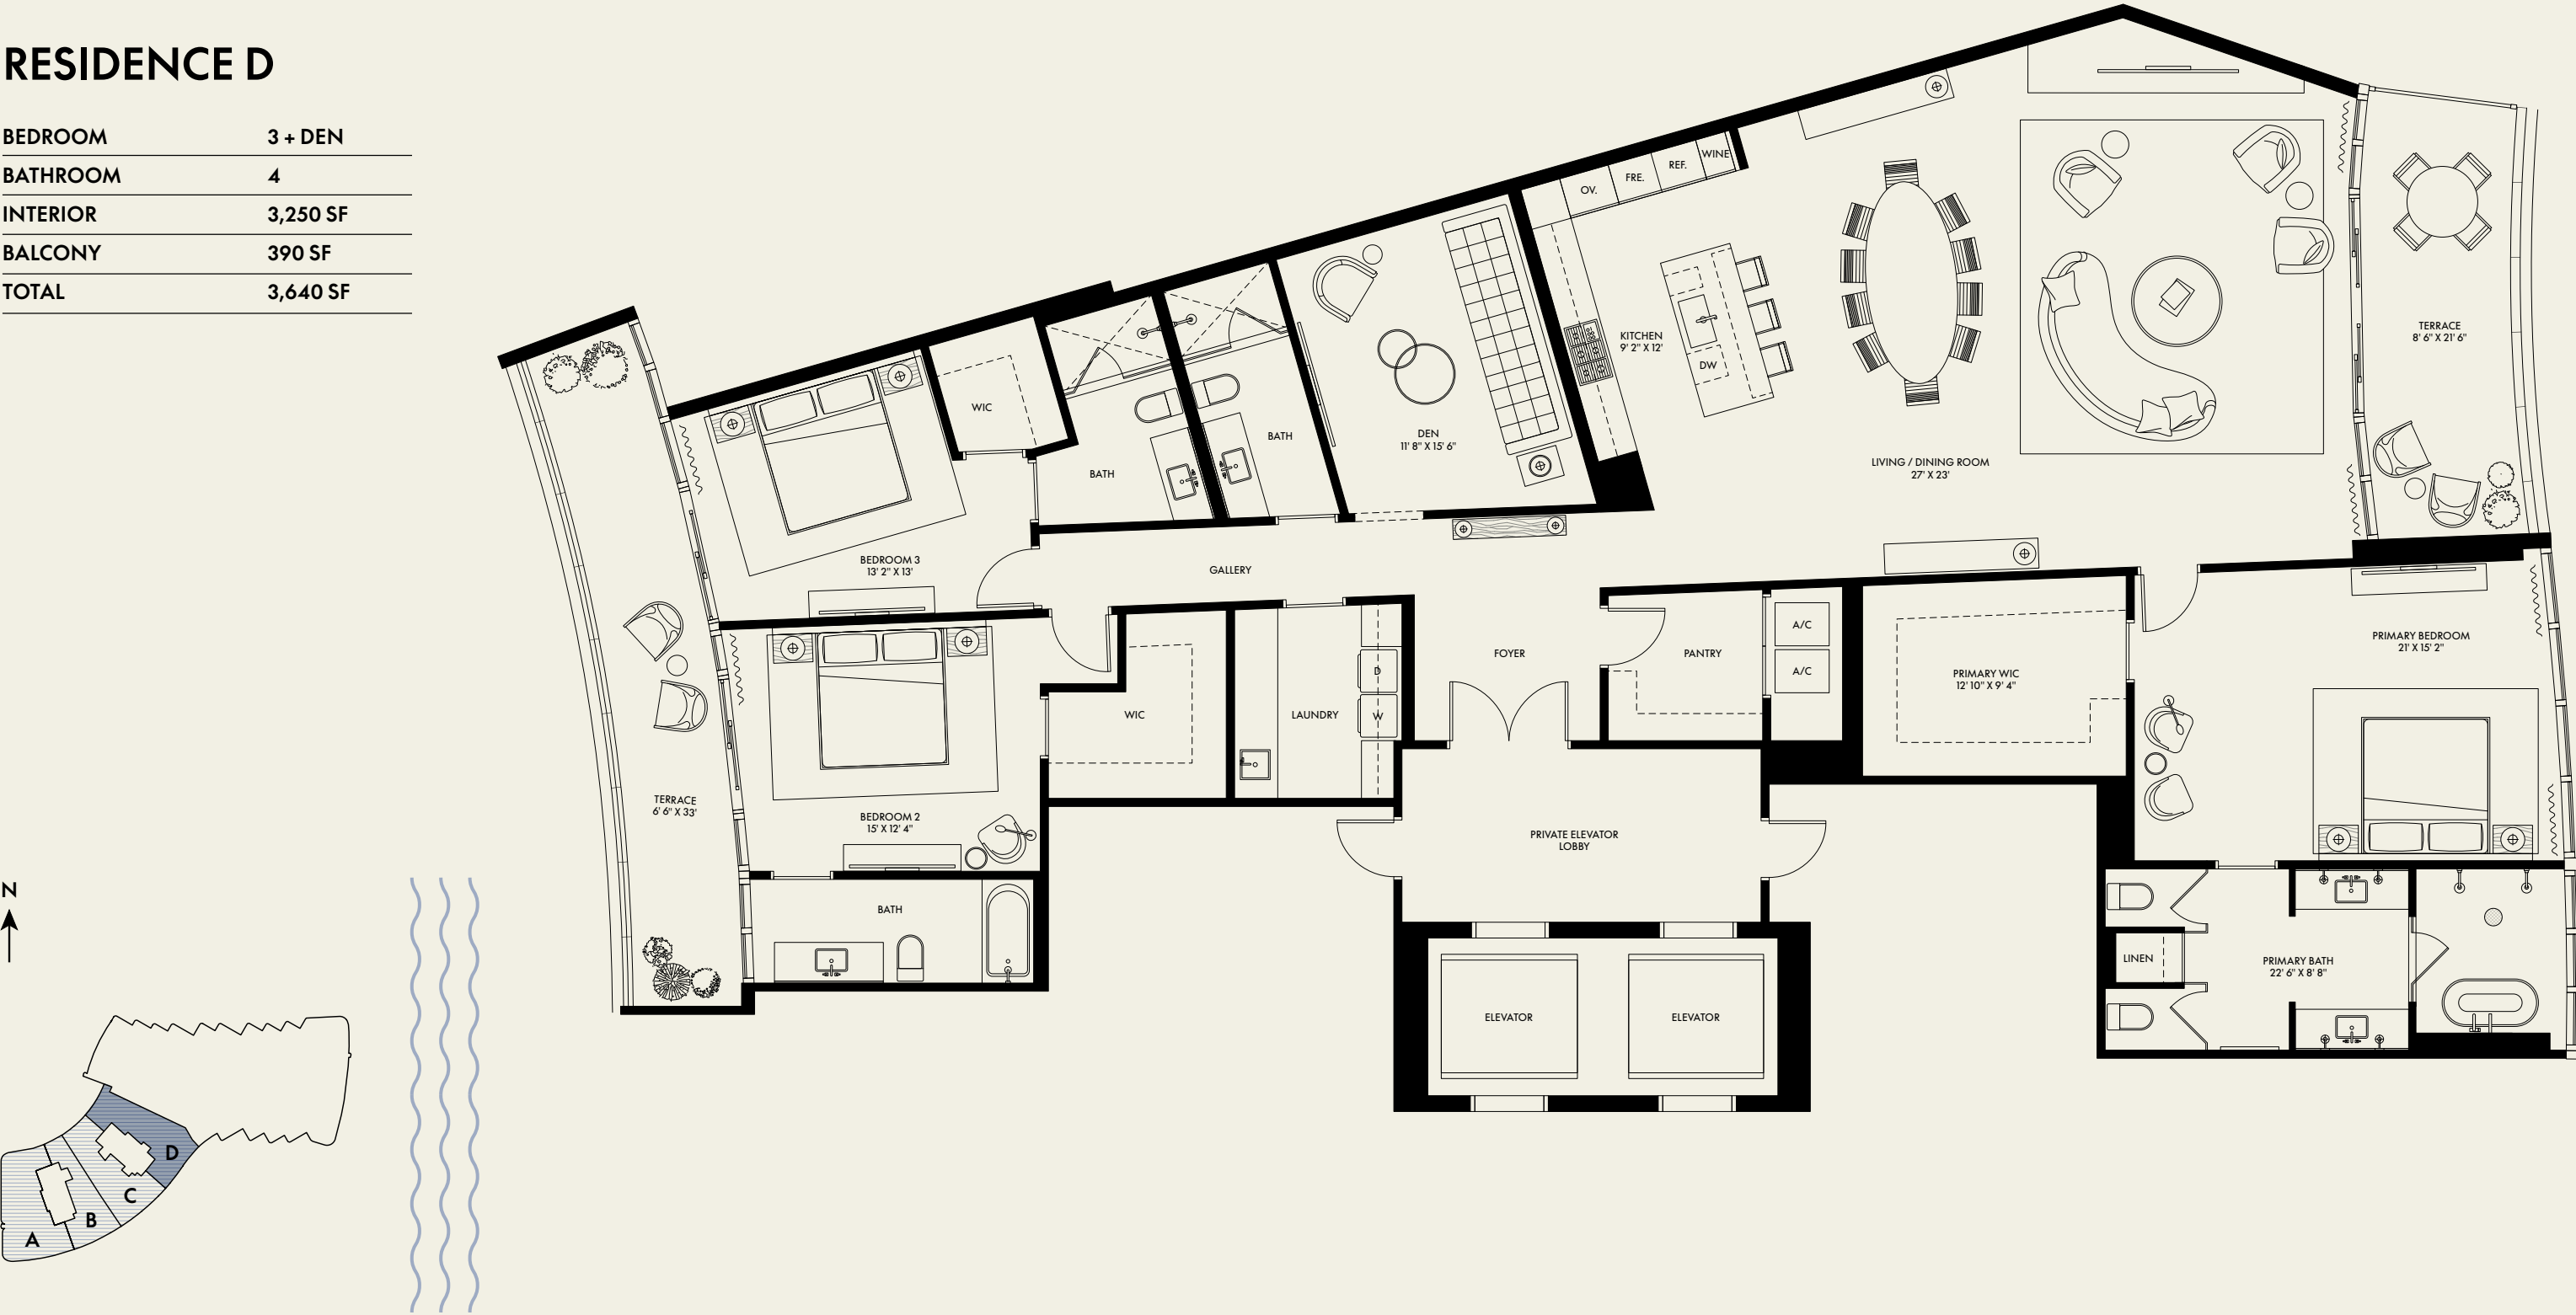 RESIDENCE D
BEDROOM 3 + DEN
BATHROOM 4
INTERIOR 3,250 SF
BALCONY 390 SF
TOTAL 3,640 SF
WINE
REF.
FRE.
OV.
KITCHEN
9' 2" X 12'
DW
TERRACE
8' 6" X 21' 6"
WIC
BATH
BATH
DEN
11' 8" X 15' 6"
LIVING / DINING ROOM
27' X 23'
BEDROOM 3
13' 2" X 13'
GALLERY
FOYER
PANTRY
A/C
A/C
PRIMARY WIC
12' 10" X 9' 4"
PRIMARY BEDROOM
21' X 15' 2"
WIC
LAUNDRY
D
W
TERRACE
6' 6" X 33'
BEDROOM 2
15' X 12' 4"
PRIVATE ELEVATOR
LOBBY
BATH
LINEN
PRIMARY BATH
22' 6" X 8' 8"
ELEVATOR
ELEVATOR
N
D
C
B
A